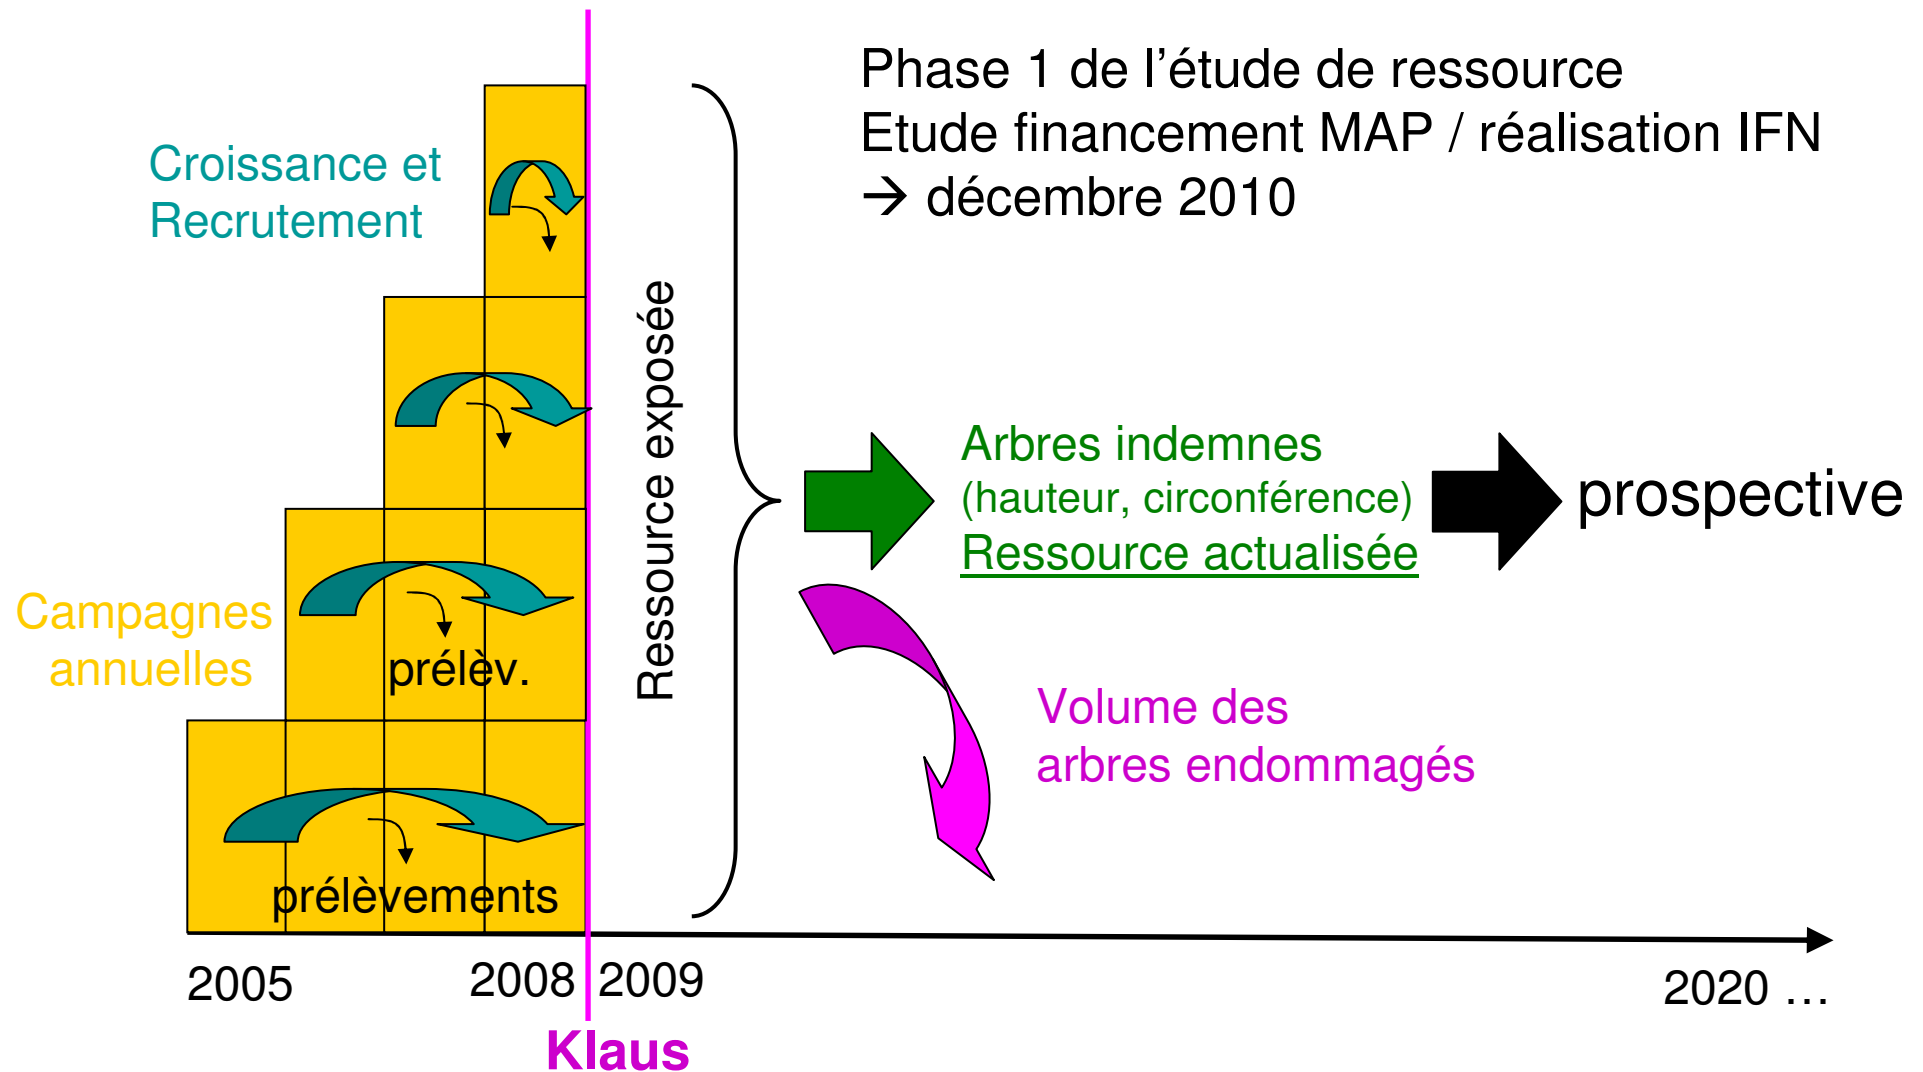 Phase 1 de l’étude de ressource
Etude financement MAP / réalisation IFN
→ décembre 2010
Croissance et
Recrutement
Ressource exposée
Arbres indemnes
(hauteur, circonférence)
Ressource actualisée
prospective
Campagnes
annuelles
prélèv.
Volume des
arbres endommagés
prélèvements
2005
2008
2009
2020 …
Klaus